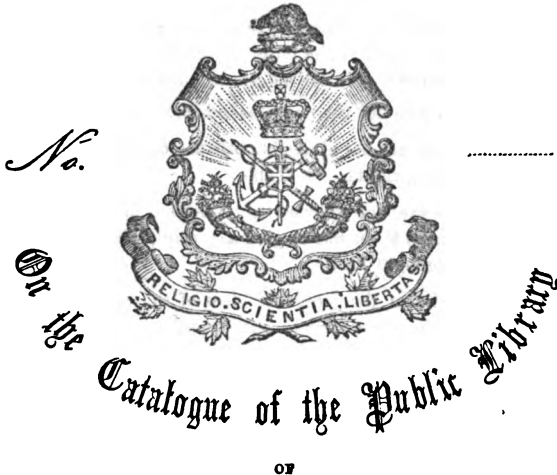 No. ....................
RELIGIO.SCIENTIA.LIBERTAS
On the Catalogue of the Public Library
OF